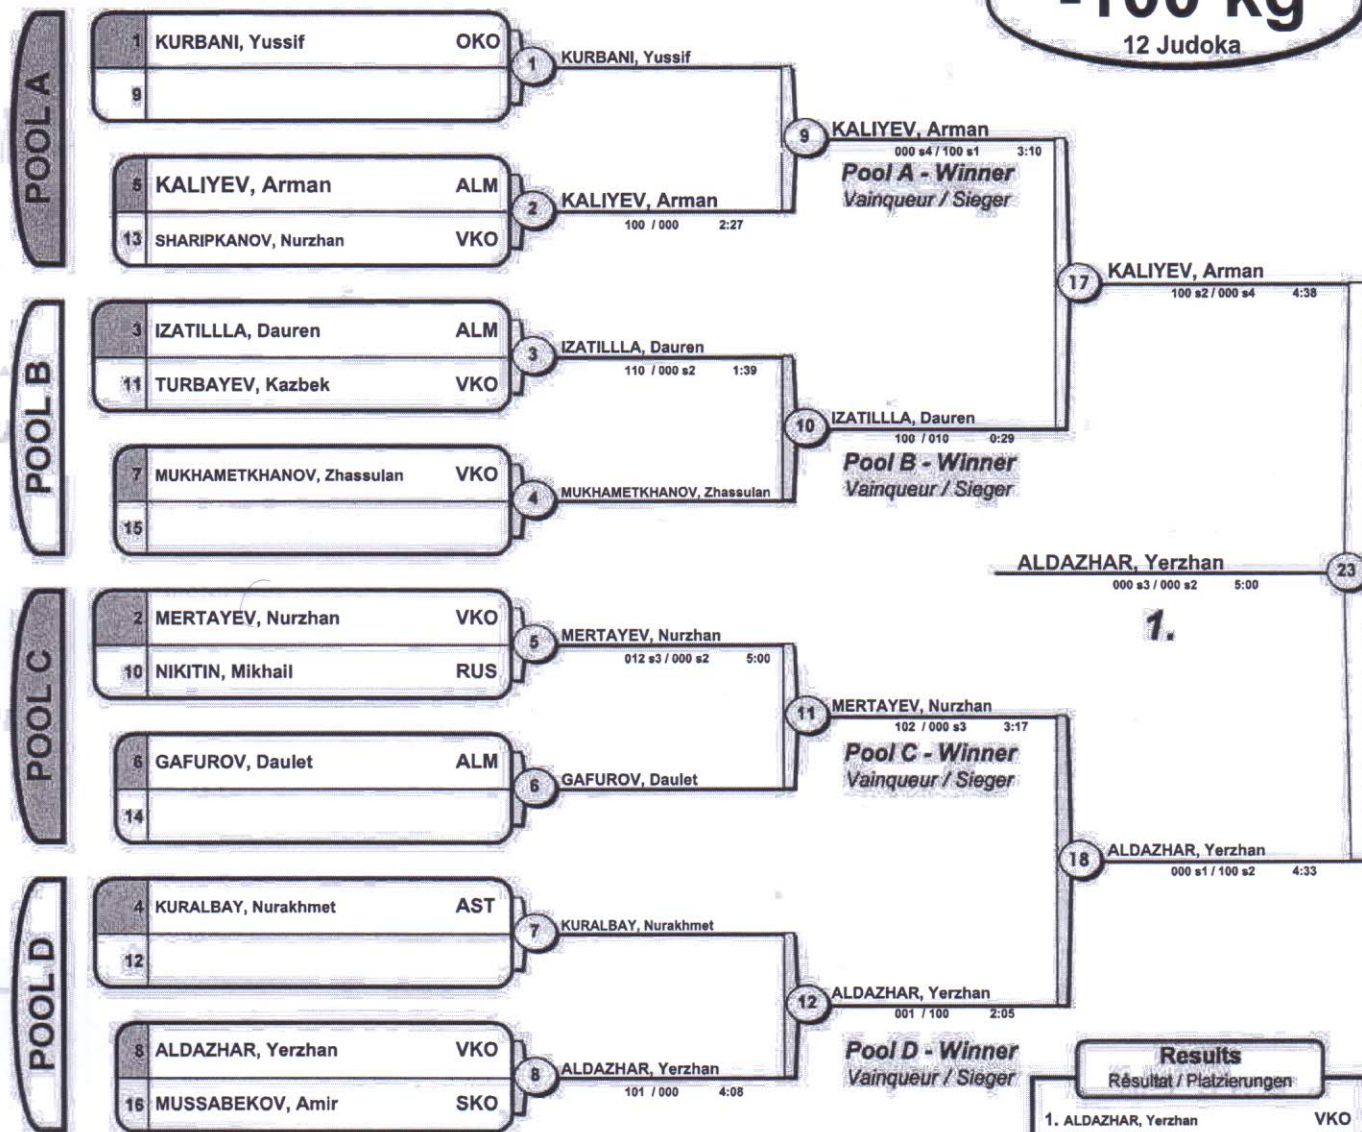 -100 kg
12 Judoka
POOL A
1 KURBANI, Yussif OKO
9
5 KALIYEV, Arman ALM
13 SHARIPKANOV, Nurzhan VKO
1 KURBANI, Yussif
2 KALIYEV, Arman
100 / 000 2:27
9 KALIYEV, Arman
000 s4 / 100 s1 3:10
Pool A - Winner
Vainqueur / Sieger
POOL B
3 IZATILLLA, Dauren ALM
11 TURBAYEV, Kazbek VKO
7 MUKHAMETKHANOV, Zhassulan VKO
15
3 IZATILLLA, Dauren
110 / 000 s2 1:39
4 MUKHAMETKHANOV, Zhassulan
10 IZATILLLA, Dauren
100 / 010 0:29
Pool B - Winner
Vainqueur / Sieger
17 KALIYEV, Arman
100 s2 / 000 s4 4:38
ALDAZHAR, Yerzhan 23
000 s3 / 000 s2 5:00
1.
POOL C
2 MERTAYEV, Nurzhan VKO
10 NIKITIN, Mikhail RUS
6 GAFUROV, Daulet ALM
14
5 MERTAYEV, Nurzhan
012 s3 / 000 s2 5:00
6 GAFUROV, Daulet
11 MERTAYEV, Nurzhan
102 / 000 s3 3:17
Pool C - Winner
Vainqueur / Sieger
18 ALDAZHAR, Yerzhan
000 s1 / 100 s2 4:33
POOL D
4 KURALBAY, Nurakhmet AST
12
8 ALDAZHAR, Yerzhan VKO
16 MUSSABEKOV, Amir SKO
7 KURALBAY, Nurakhmet
8 ALDAZHAR, Yerzhan
101 / 000 4:08
12 ALDAZHAR, Yerzhan
001 / 100 2:05
Pool D - Winner
Vainqueur / Sieger
Results
Résultat / Platzierungen
1. ALDAZHAR, Yerzhan VKO